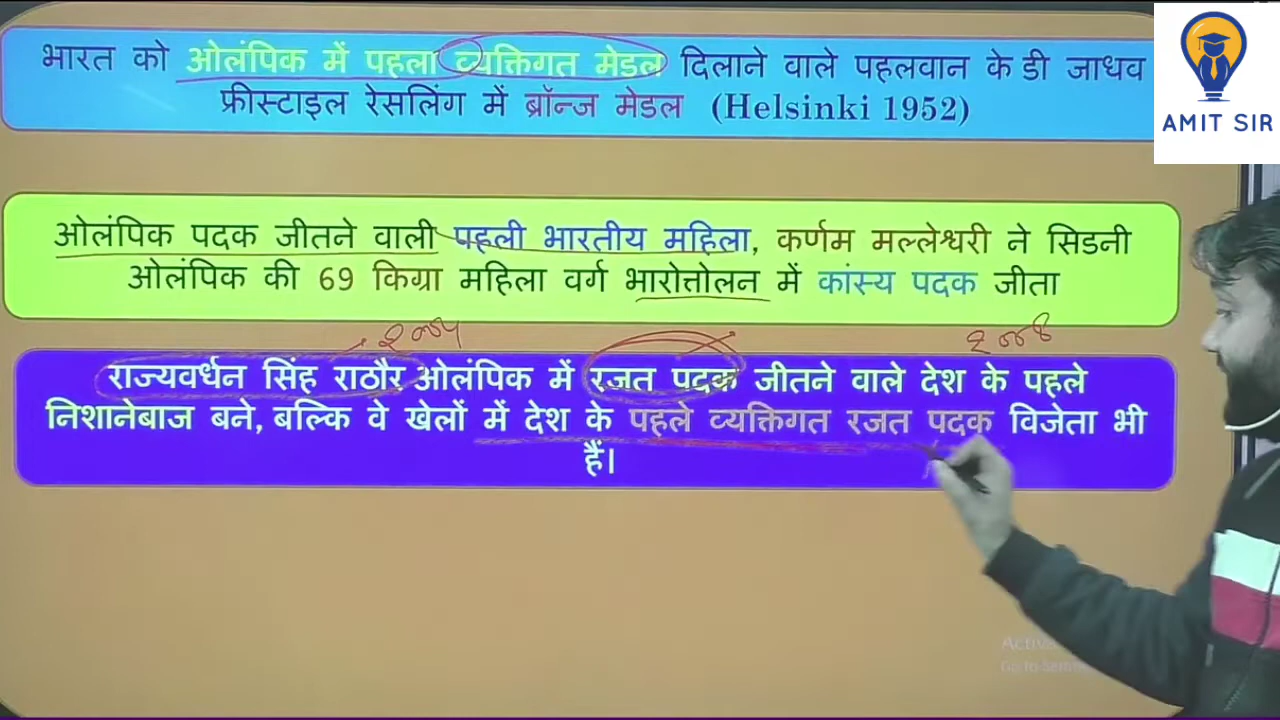 भारत को ओलंपिक में पहला व्यक्तिगत मेडल दिलाने वाले पहलवान के डी जाधव
फ्रीस्टाइल रेसलिंग में ब्रॉन्ज मेडल (Helsinki 1952)
AMIT SIR
ओलंपिक पदक जीतने वाली पहली भारतीय महिला, कर्णम मल्लेश्वरी ने सिडनी
ओलंपिक की 69 किग्रा महिला वर्ग भारोत्तोलन में कांस्य पदक जीता
राज्यवर्धन सिंह राठौर ओलंपिक में रजत पदक जीतने वाले देश के पहले
निशानेबाज बने, बल्कि वे खेलों में देश के पहले व्यक्तिगत रजत पदक विजेता भी
हैं।